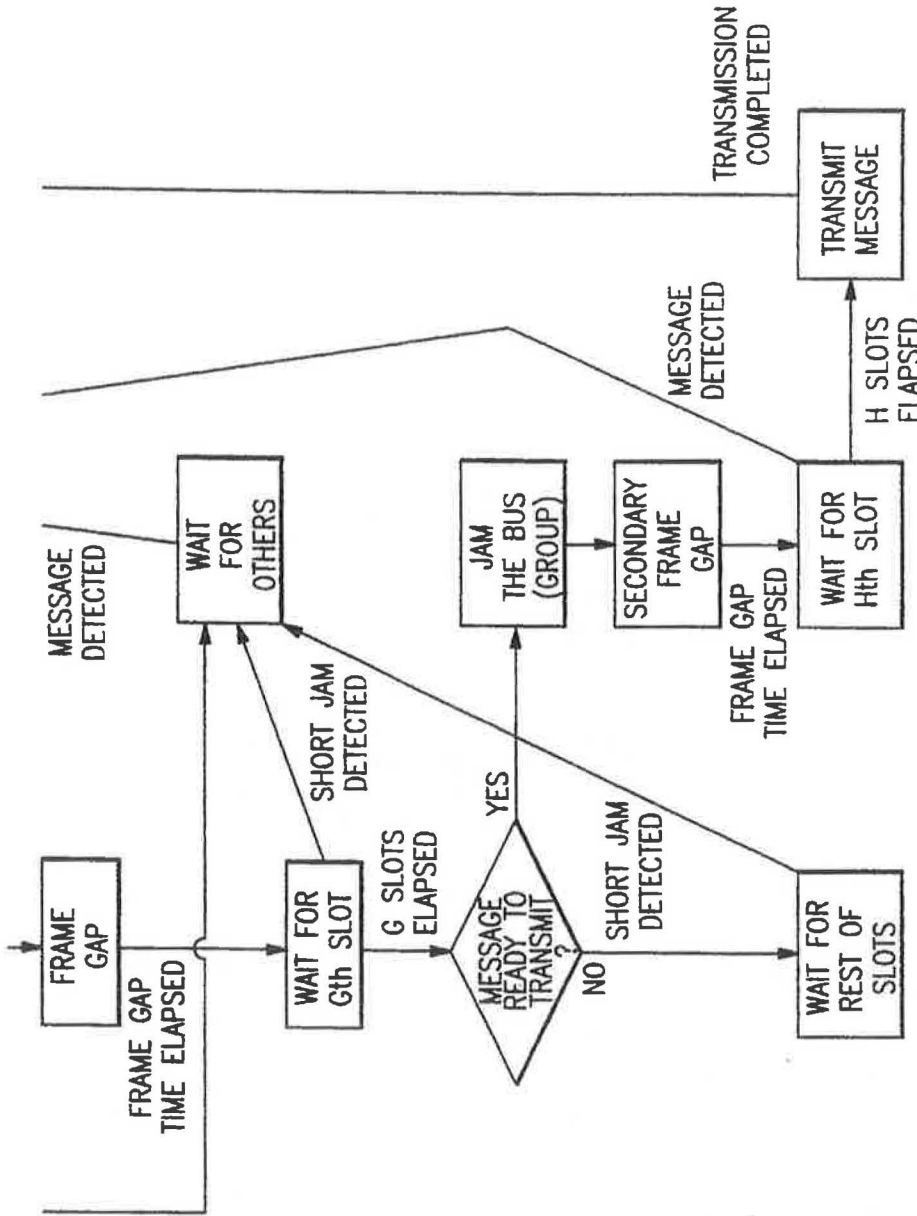 FRAME
GAP
FRAME GAP
TIME ELAPSED
MESSAGE
DETECTED
WAIT
FOR
OTHERS
WAIT FOR
Gth SLOT
SHORT JAM
DETECTED
G SLOTS
ELAPSED
MESSAGE
READY TO
TRANSMIT
?
YES
NO
JAM
THE BUS
(GROUP)
SECONDARY
FRAME
GAP
SHORT JAM
DETECTED
FRAME GAP
TIME ELAPSED
MESSAGE
DETECTED
WAIT FOR
REST OF
SLOTS
WAIT FOR
Hth SLOT
H SLOTS
ELAPSED
TRANSMIT
MESSAGE
TRANSMISSION
COMPLETED